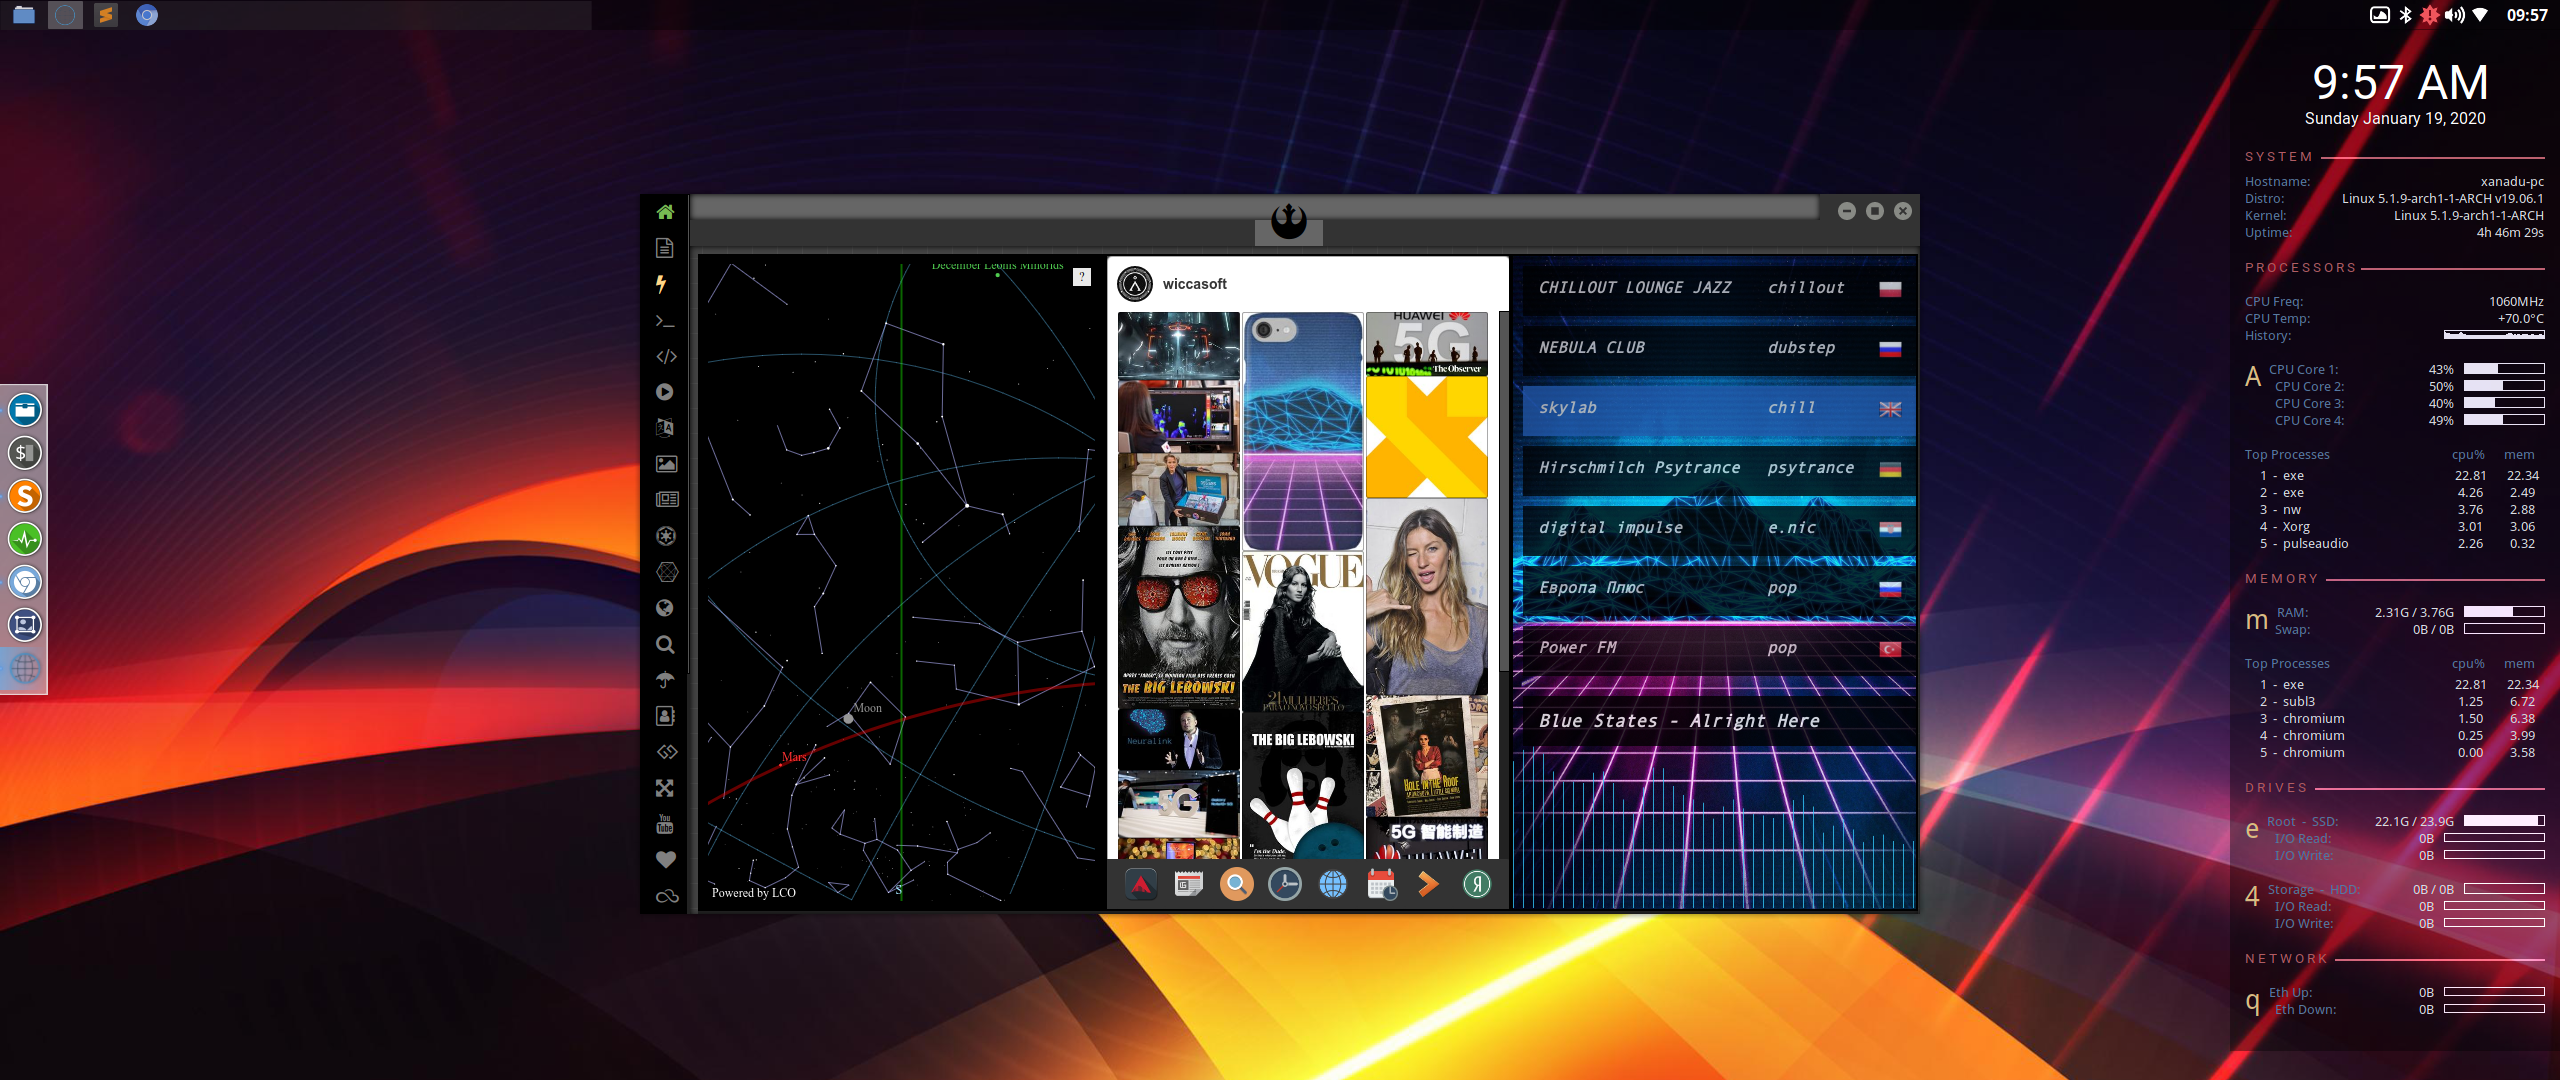 09:57
9:57 AM
Sunday January 19, 2020
SYSTEM
Hostname: xanadu-pc
Distro: Linux 5.1.9-arch1-1-ARCH v19.06.1
Kernel: Linux 5.1.9-arch1-1-ARCH
Uptime: 4h 46m 29s
PROCESSORS
CPU Freq: 1060MHz
CPU Temp: +70.0°C
History:
A CPU Core 1: 43%
CPU Core 2: 50%
CPU Core 3: 40%
CPU Core 4: 49%
Top Processes cpu% mem
1 - exe 22.81 22.34
2 - exe 4.26 2.49
3 - nw 3.76 2.88
4 - Xorg 3.01 3.06
5 - pulseaudio 2.26 0.32
MEMORY
m RAM: 2.31G / 3.76G
Swap: 0B / 0B
Top Processes cpu% mem
1 - exe 22.81 22.34
2 - subl3 1.25 6.72
3 - chromium 1.50 6.38
4 - chromium 0.25 3.99
5 - chromium 0.00 3.58
DRIVES
e Root - SSD: 22.1G / 23.9G
I/O Read: 0B
I/O Write: 0B
4 Storage - HDD: 0B / 0B
I/O Read: 0B
I/O Write: 0B
NETWORK
q Eth Up: 0B
Eth Down: 0B
You
Tube
December Leonis Minorids
?
Moon
Mars
Powered by LCO
S
wiccasoft
HUAWEI
5G
The Observer
THE BIG LEBOWSKI
Neuralink
5G
VOGUE
21 MULHERES
PARA O NOVO SÉCULO
THE BIG LEBOWSKI
HOLE IN THE ROOF
5G 智能制造
CHILLOUT LOUNGE JAZZ chillout
NEBULA CLUB dubstep
skylab chill
Hirschmilch Psytrance psytrance
digital impulse e.nic
Европа Плюс pop
Power FM pop
Blue States - Alright Here